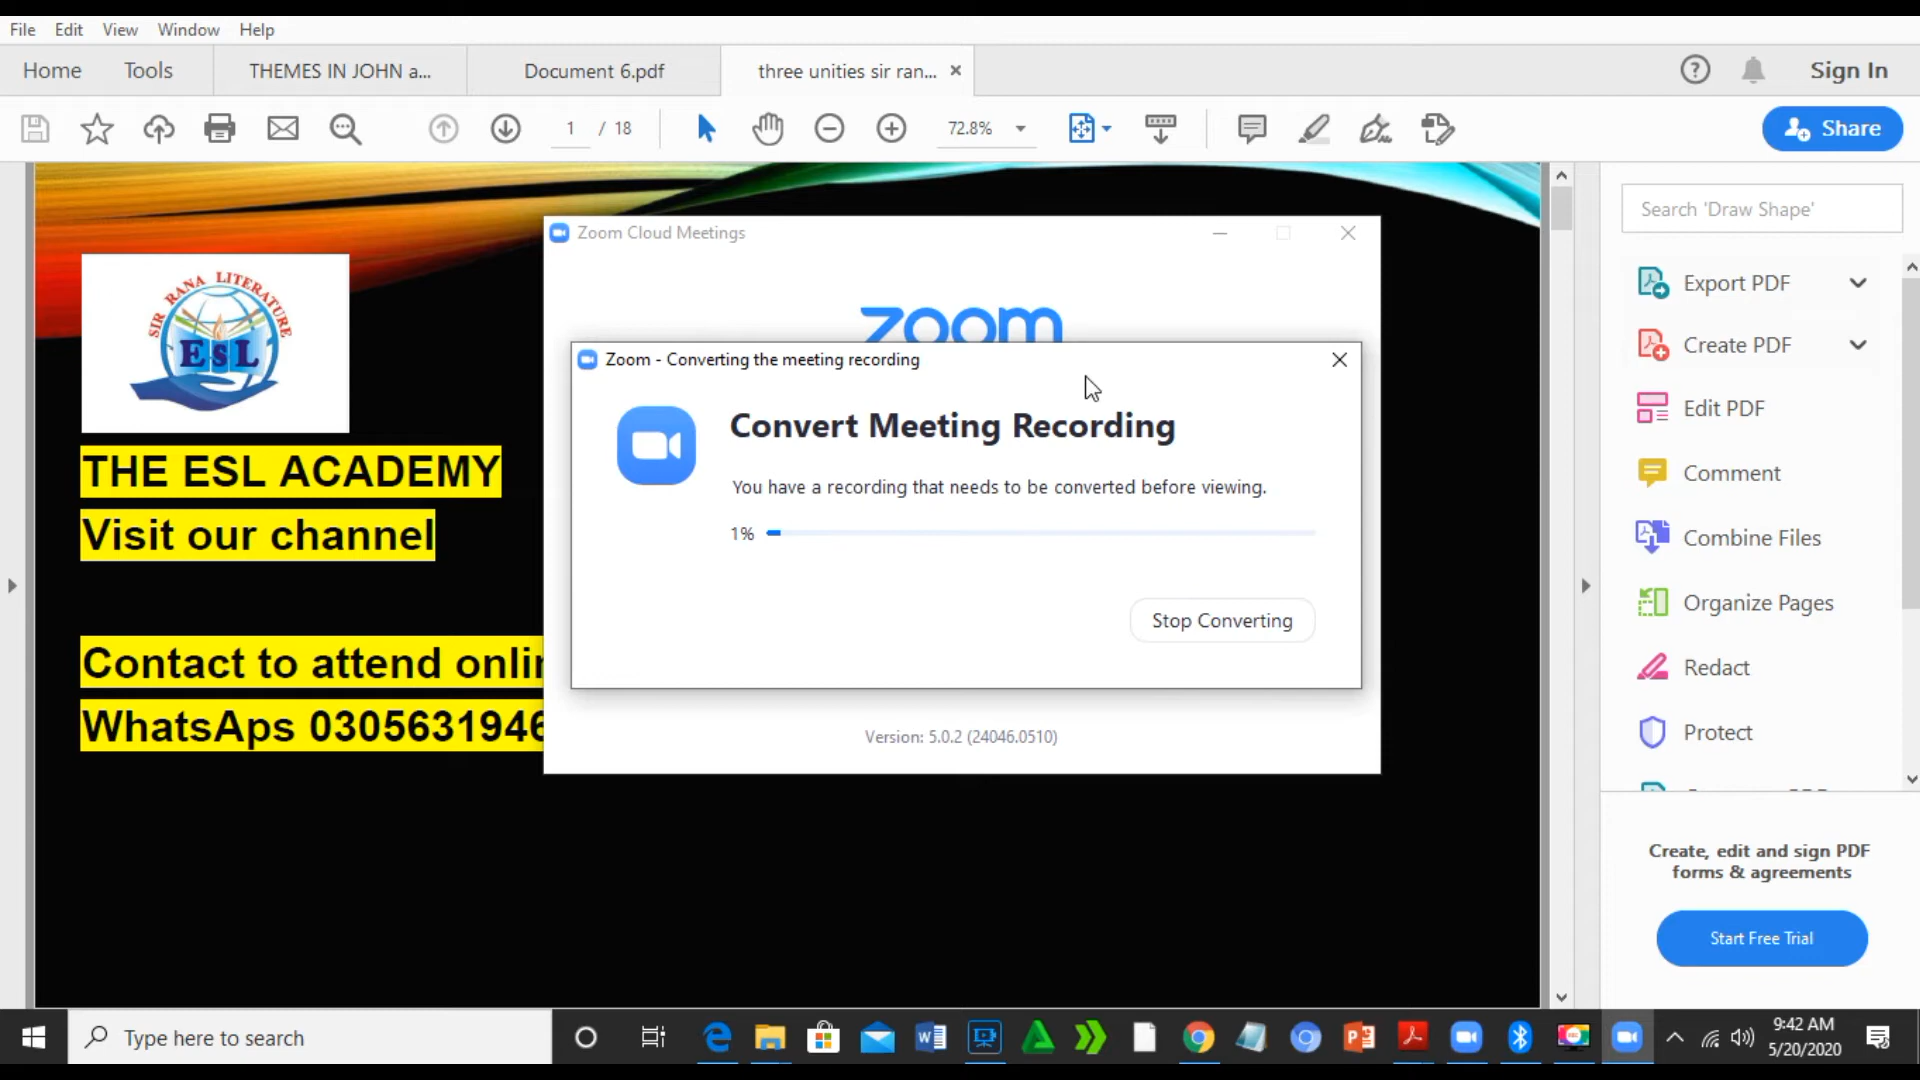 File Edit View Window Help
Home Tools THEMES IN JOHN a... Document 6.pdf three unities sir ran... Sign In
1 / 18 72.8% Share
Search 'Draw Shape'
SIR RANA LITERATURE
EsL
THE ESL ACADEMY
Visit our channel
Contact to attend onlin
WhatsAps 0305631946
Zoom Cloud Meetings
zoom
Zoom - Converting the meeting recording
Convert Meeting Recording
You have a recording that needs to be converted before viewing.
1%
Stop Converting
Version: 5.0.2 (24046.0510)
Export PDF
Create PDF
Edit PDF
Comment
Combine Files
Organize Pages
Redact
Protect
Create, edit and sign PDF
forms & agreements
Start Free Trial
Type here to search
9:42 AM
5/20/2020